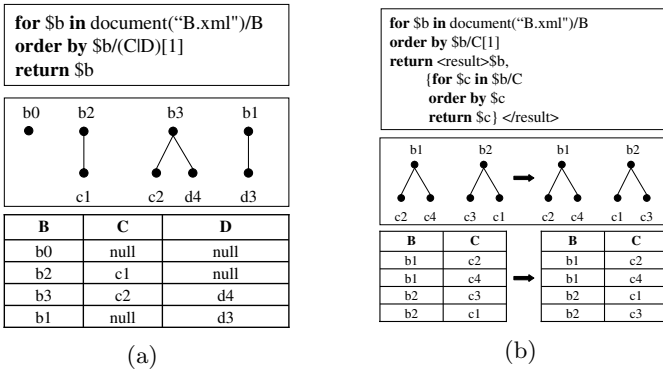 for $b in document(“B.xml")/B
order by $b/(C|D)[1]
return $b
b0 b2 b3 b1
c1 c2 d4 d3
B C D
b0 null null
b2 c1 null
b3 c2 d4
b1 null d3
(a)
for $b in document(“B.xml")/B
order by $b/C[1]
return <result>$b,
{for $c in $b/C
order by $c
return $c} </result>
b1 b2 b1 b2
c2 c4 c3 c1 c2 c4 c1 c3
B C B C
b1 c2 b1 c2
b1 c4 b1 c4
b2 c3 b2 c1
b2 c1 b2 c3
(b)